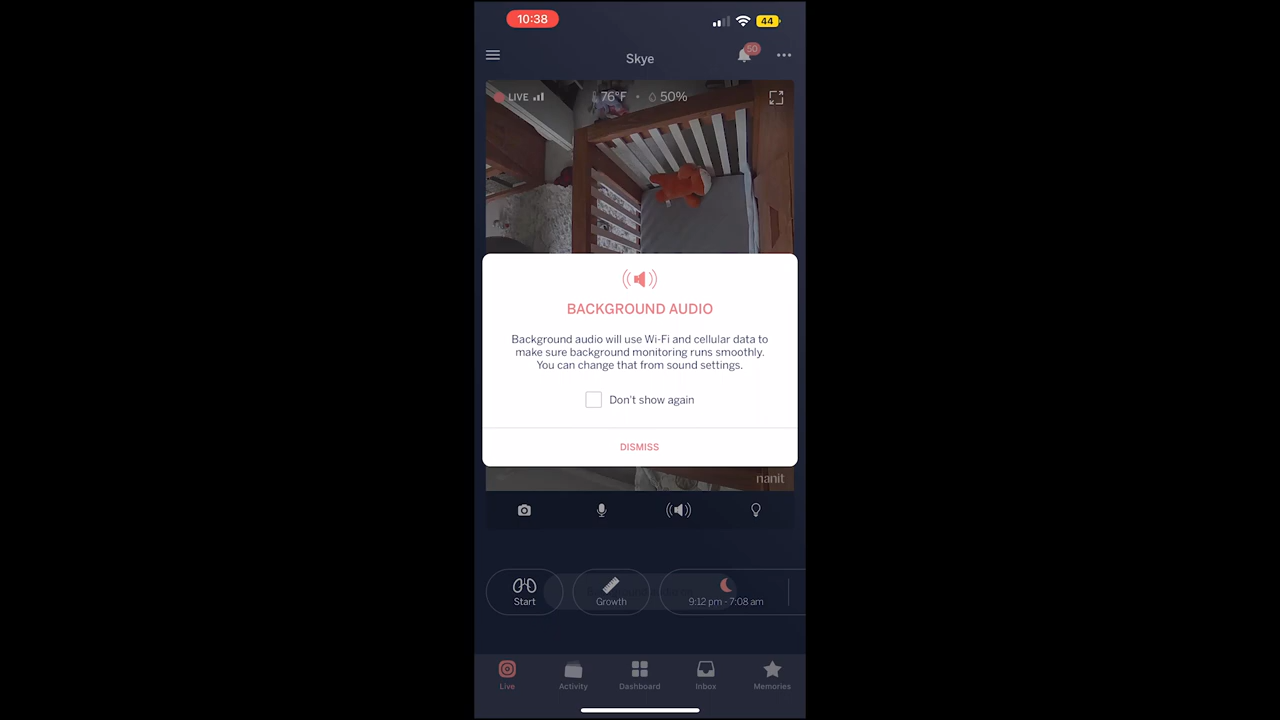 10:38
44
Skye
50
LIVE
76°F • 50%
BACKGROUND AUDIO
Background audio will use Wi-Fi and cellular data to
make sure background monitoring runs smoothly.
You can change that from sound settings.
Don't show again
DISMISS
nanit
Start
Growth
9:12 pm - 7:08 am
Live
Activity
Dashboard
Inbox
Memories